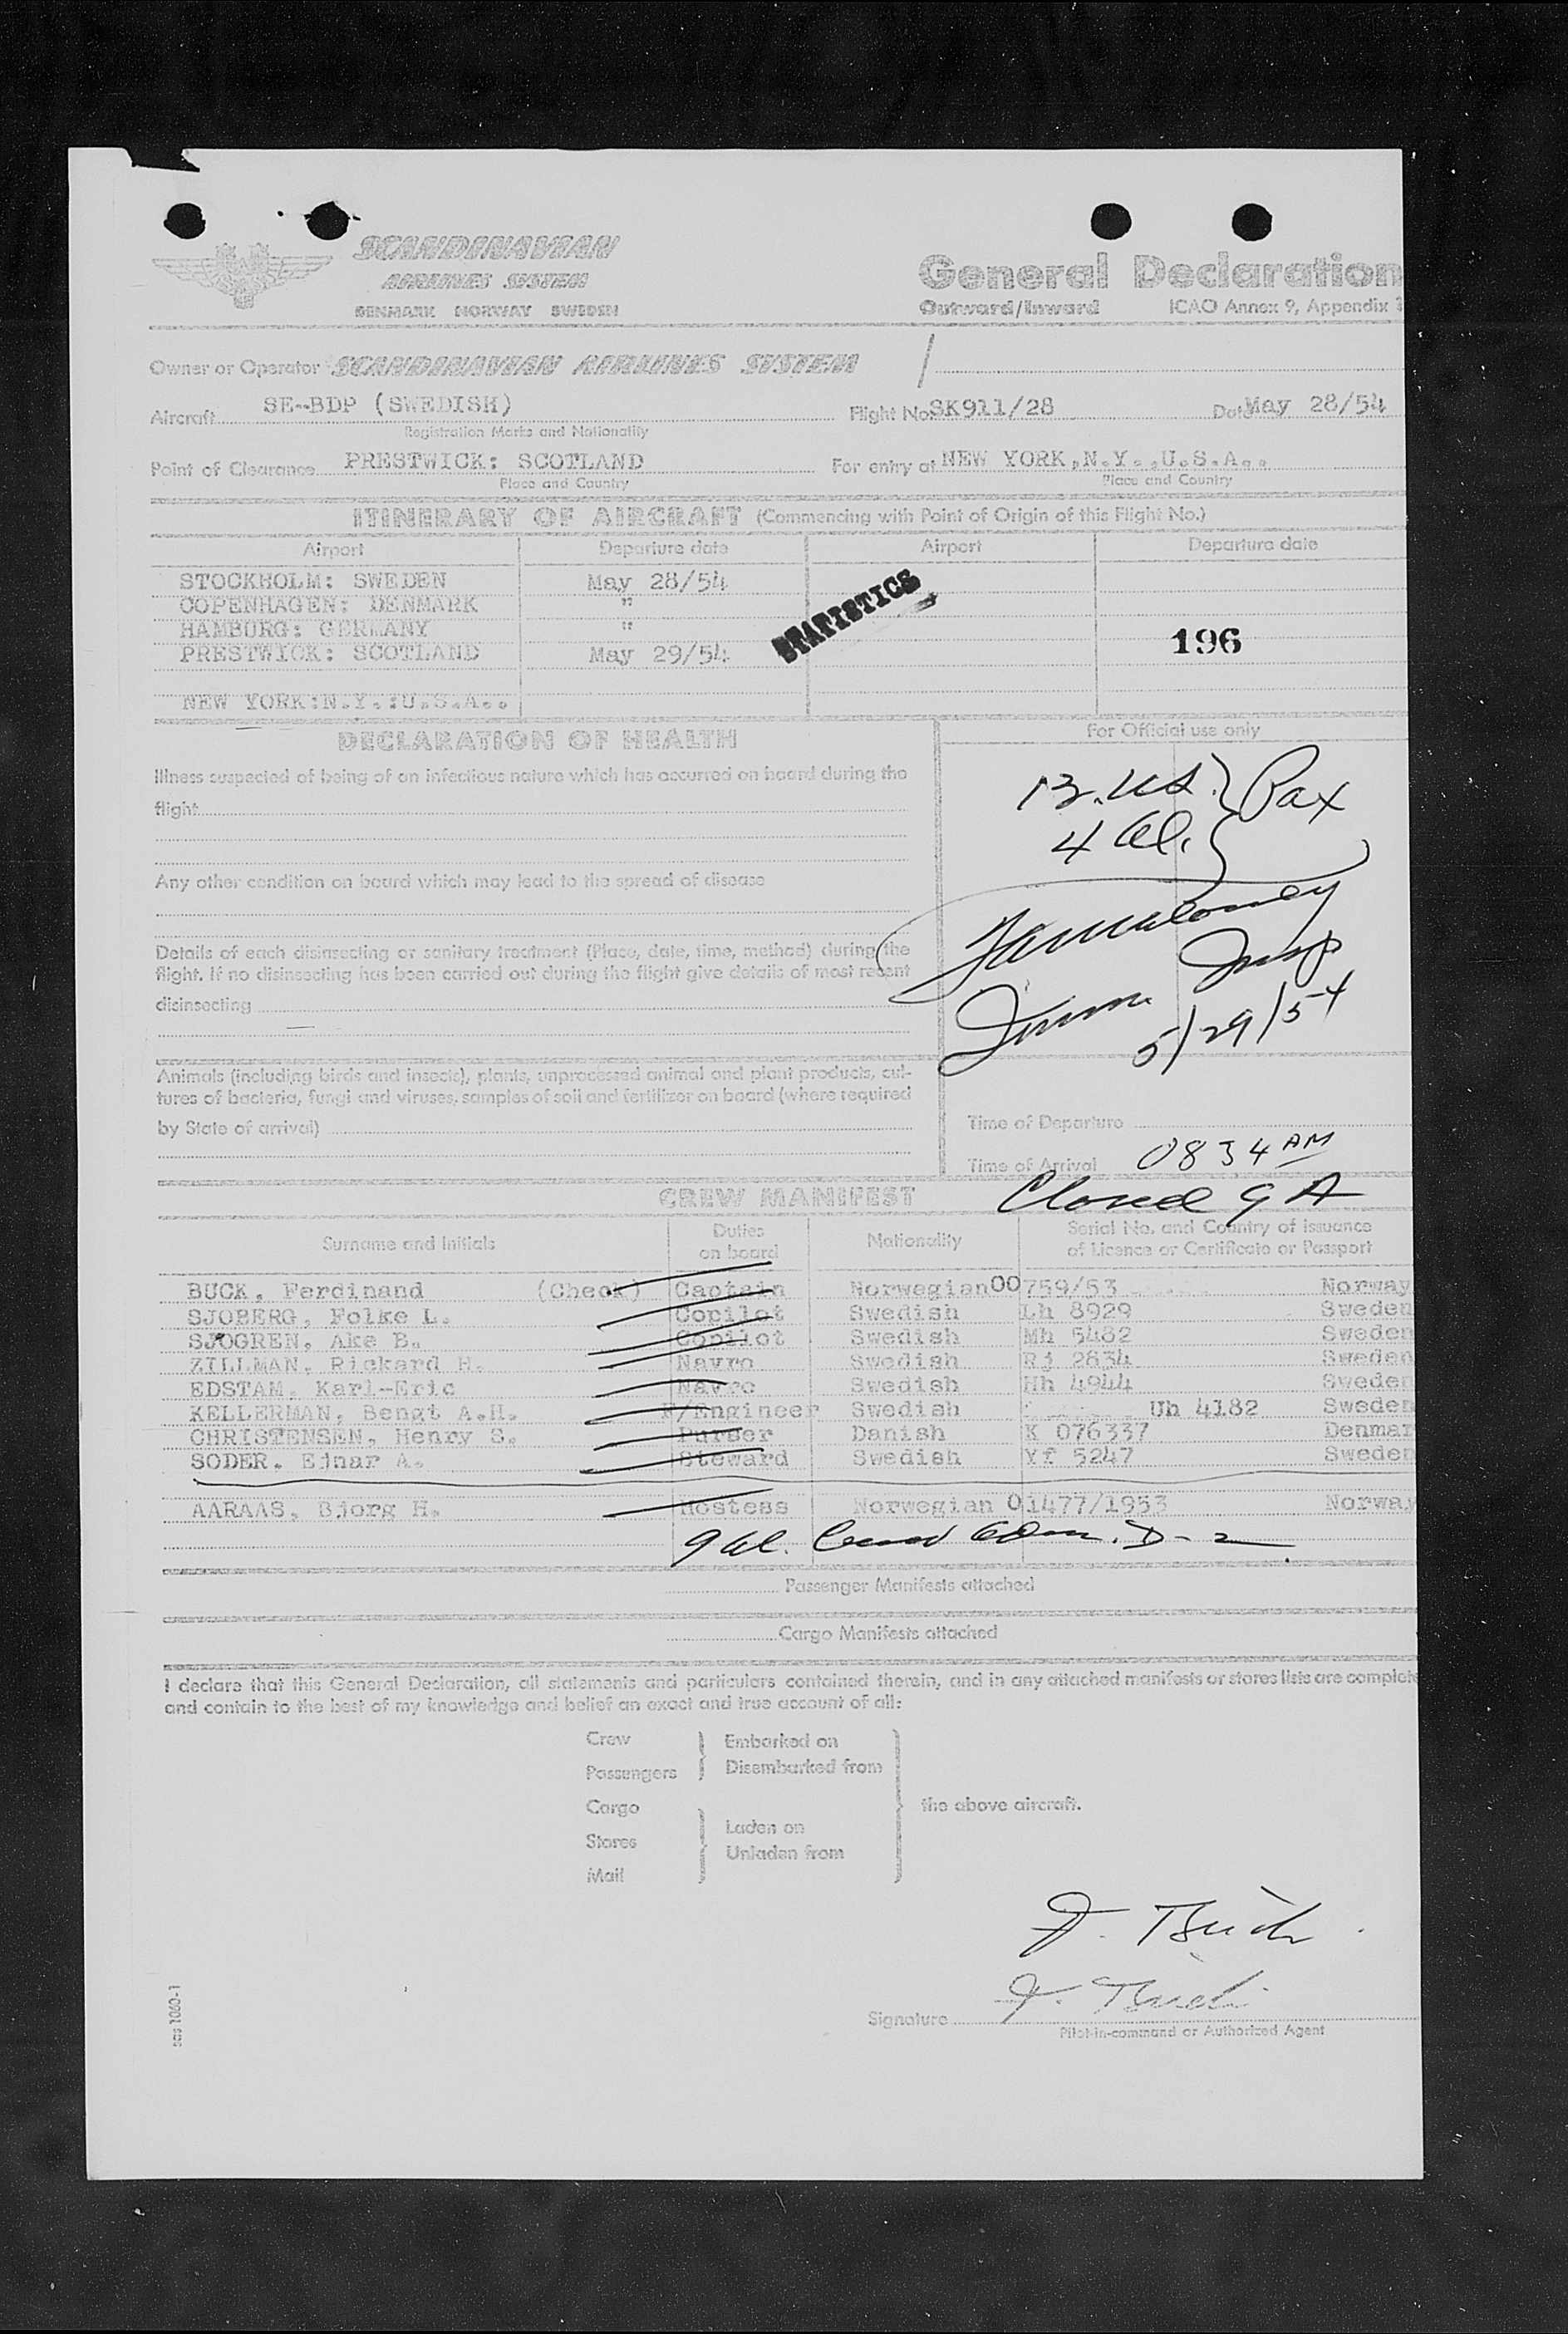 SCANDINAVIAN
AIRLINES SYSTEM
DENMARK NORWAY SWEDEN
General Declaration
Outward/Inward ICAO Annex 9, Appendix
Owner or Operator SCANDINAVIAN AIRLINES SYSTEM /
Aircraft SE-BDP (SWEDISH) Flight No. SK911/28 Date May 28/54
Registration Marks and Nationality
Point of Clearance PRESTWICK: SCOTLAND For entry at NEW YORK,N.Y.,U.S.A..
Place and Country Place and Country
ITINERARY OF AIRCRAFT (Commencing with Point of Origin of this Flight No.)
Airport Departure date Airport Departure date
STOCKHOLM: SWEDEN May 28/54
COPENHAGEN: DENMARK "
HAMBURG: GERMANY "
PRESTWICK: SCOTLAND May 29/54
STATISTICS
196
NEW YORK:N.Y.:U.S.A..
DECLARATION OF HEALTH
For Official use only
Illness suspected of being of an infectious nature which has occurred on board during the
flight
13 US. } Pax
4 Al.
Any other condition on board which may lead to the spread of disease
Details of each disinsecting or sanitary treatment (Place, date, time, method) during the
flight. If no disinsecting has been carried out during the flight give details of most recent
disinsecting
Insp
5/29/54
Animals (including birds and insects), plants, unprocessed animal and plant products, cul-
tures of bacteria, fungi and viruses, samples of soil and fertilizer on board (where required
by State of arrival)
Time of Departure
Time of Arrival 0834 AM
CREW MANIFEST
Closed 9 A
Surname and Initials Duties on board Nationality Serial No. and Country of issuance of Licence or Certificate or Passport
BUCK, Ferdinand (Check) Captain Norwegian 00759/53 Norway
SJOBERG, Folke L. Copilot Swedish Lh 8929 Sweden
SJOGREN, Ake B. Copilot Swedish Mh 5482 Sweden
ZILLMAN, Rickard H. Navro Swedish Rj 2834 Sweden
EDSTAM, Karl-Eric Navro Swedish Hh 4944 Sweden
KELLERMAN, Bengt A.H. F/Engineer Swedish Uh 4182 Sweden
CHRISTENSEN, Henry S. Purser Danish K 076337 Denmar
SODER, Ejnar A. Steward Swedish Yf 5247 Sweden
AARAAS, Bjorg H. Hostess Norwegian 01477/1953 Norway
9 Al. D-2
Passenger Manifests attached
Cargo Manifests attached
I declare that this General Declaration, all statements and particulars contained therein, and in any attached manifests or stores lists are complete
and contain to the best of my knowledge and belief an exact and true account of all:
Crew
Passengers
Embarked on
Disembarked from
Cargo
Stores
Mail
Laden on
Unladen from
the above aircraft.
F. Buck
F. Buck
Signature
Pilot-in-command or Authorized Agent
sas 1060-1